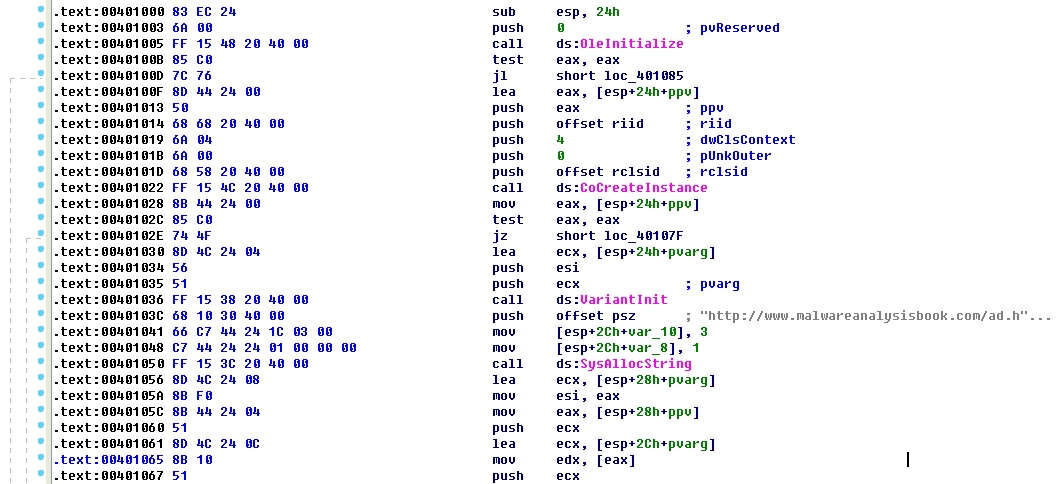 .text:00401000 83 EC 24 sub esp, 24h
.text:00401003 6A 00 push 0 ; pvReserved
.text:00401005 FF 15 48 20 40 00 call ds:OleInitialize
.text:0040100B 85 C0 test eax, eax
.text:0040100D 7C 76 jl short loc_401085
.text:0040100F 8D 44 24 00 lea eax, [esp+24h+ppv]
.text:00401013 50 push eax ; ppv
.text:00401014 68 68 20 40 00 push offset riid ; riid
.text:00401019 6A 04 push 4 ; dwClsContext
.text:0040101B 6A 00 push 0 ; pUnkOuter
.text:0040101D 68 58 20 40 00 push offset rclsid ; rclsid
.text:00401022 FF 15 4C 20 40 00 call ds:CoCreateInstance
.text:00401028 8B 44 24 00 mov eax, [esp+24h+ppv]
.text:0040102C 85 C0 test eax, eax
.text:0040102E 74 4F jz short loc_40107F
.text:00401030 8D 4C 24 04 lea ecx, [esp+24h+pvarg]
.text:00401034 56 push esi
.text:00401035 51 push ecx ; pvarg
.text:00401036 FF 15 38 20 40 00 call ds:VariantInit
.text:0040103C 68 10 30 40 00 push offset psz ; "http://www.malwareanalysisbook.com/ad.h"...
.text:00401041 66 C7 44 24 1C 03 00 mov [esp+2Ch+var_10], 3
.text:00401048 C7 44 24 24 01 00 00 00 mov [esp+2Ch+var_8], 1
.text:00401050 FF 15 3C 20 40 00 call ds:SysAllocString
.text:00401056 8D 4C 24 08 lea ecx, [esp+28h+pvarg]
.text:0040105A 8B F0 mov esi, eax
.text:0040105C 8B 44 24 04 mov eax, [esp+28h+ppv]
.text:00401060 51 push ecx
.text:00401061 8D 4C 24 0C lea ecx, [esp+2Ch+pvarg]
.text:00401065 8B 10 mov edx, [eax]
.text:00401067 51 push ecx